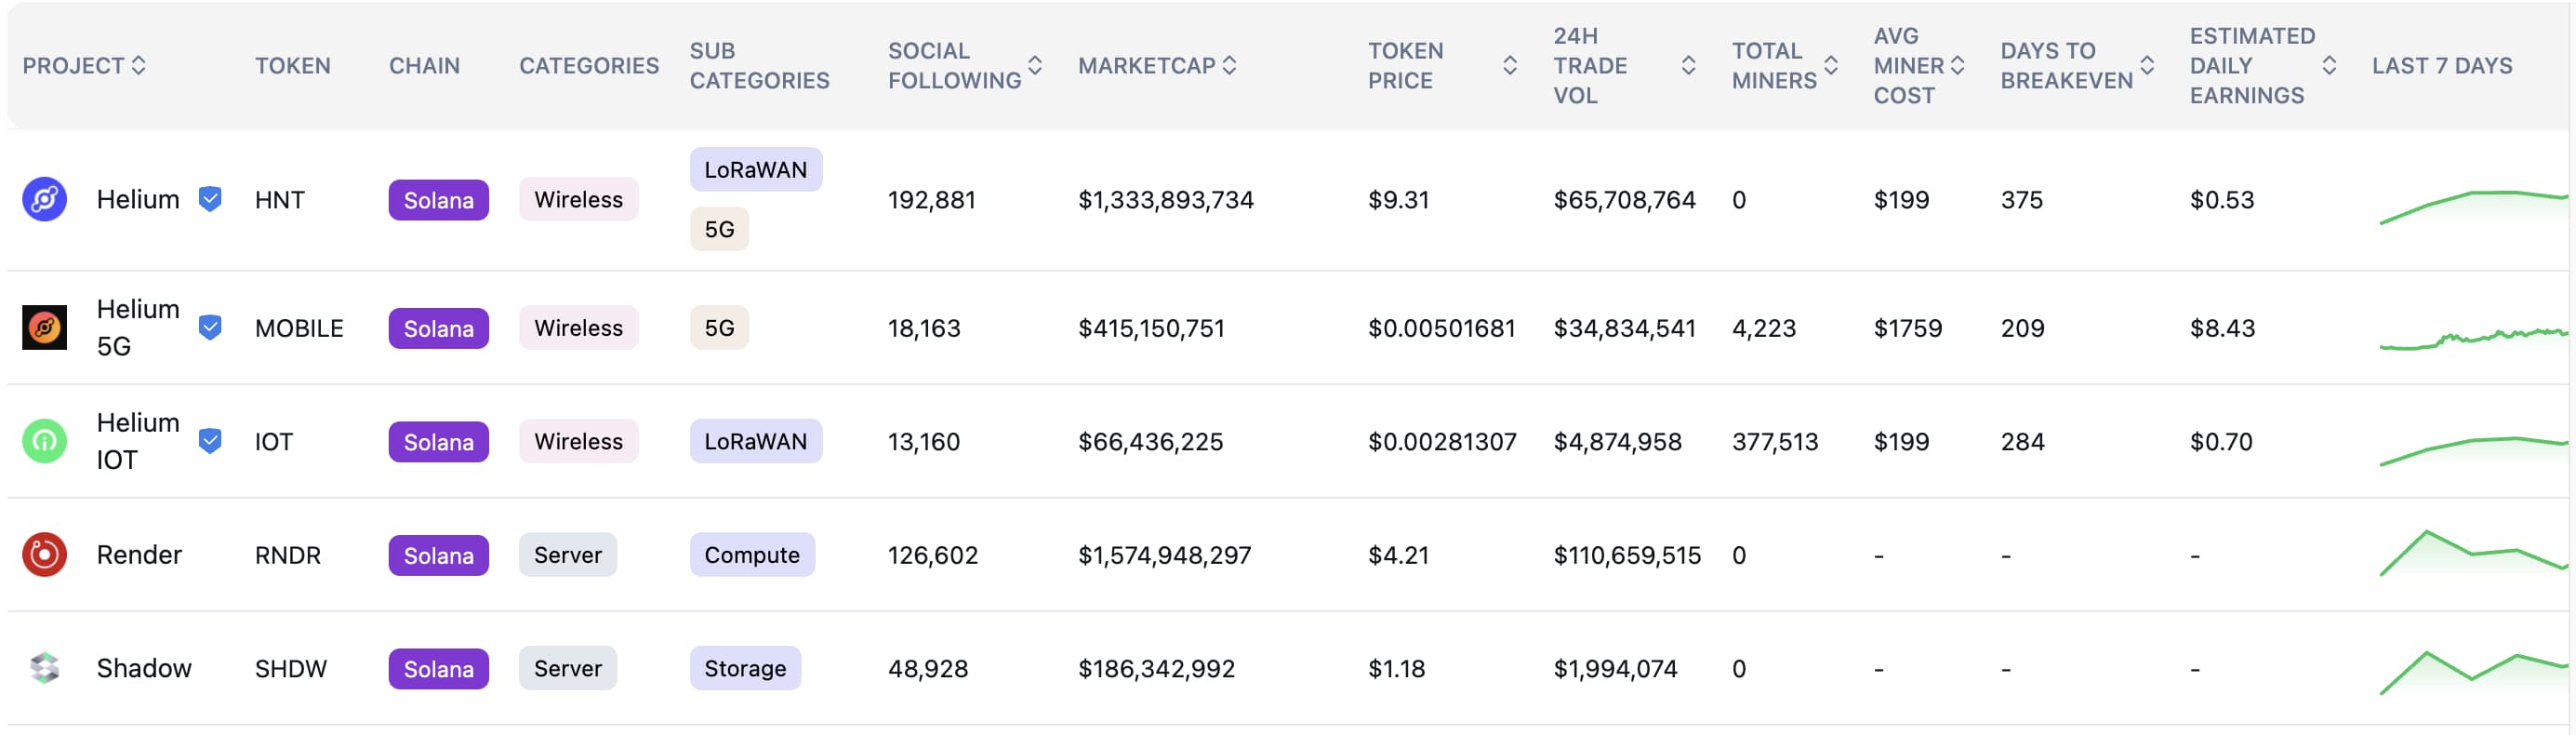 PROJECT TOKEN CHAIN CATEGORIES SUB CATEGORIES SOCIAL FOLLOWING MARKETCAP TOKEN PRICE 24H TRADE VOL TOTAL MINERS AVG MINER COST DAYS TO BREAKEVEN ESTIMATED DAILY EARNINGS LAST 7 DAYS
Helium HNT Solana Wireless LoRaWAN 5G 192,881 $1,333,893,734 $9.31 $65,708,764 0 $199 375 $0.53
Helium 5G MOBILE Solana Wireless 5G 18,163 $415,150,751 $0.00501681 $34,834,541 4,223 $1759 209 $8.43
Helium IOT IOT Solana Wireless LoRaWAN 13,160 $66,436,225 $0.00281307 $4,874,958 377,513 $199 284 $0.70
Render RNDR Solana Server Compute 126,602 $1,574,948,297 $4.21 $110,659,515 0 - - -
Shadow SHDW Solana Server Storage 48,928 $186,342,992 $1.18 $1,994,074 0 - - -